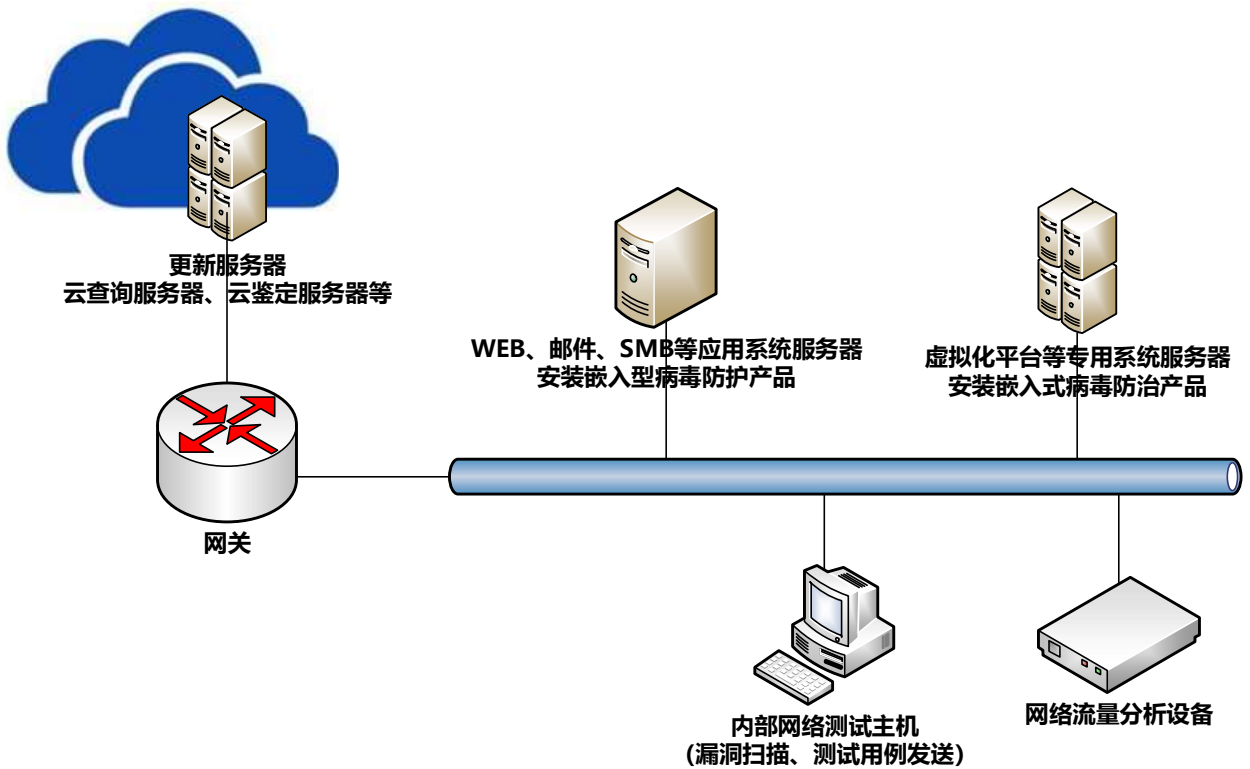 更新服务器
云查询服务器、云鉴定服务器等
WEB、邮件、SMB等应用系统服务器
安装嵌入型病毒防护产品
虚拟化平台等专用系统服务器
安装嵌入式病毒防治产品
网关
内部网络测试主机
(漏洞扫描、测试用例发送)
网络流量分析设备